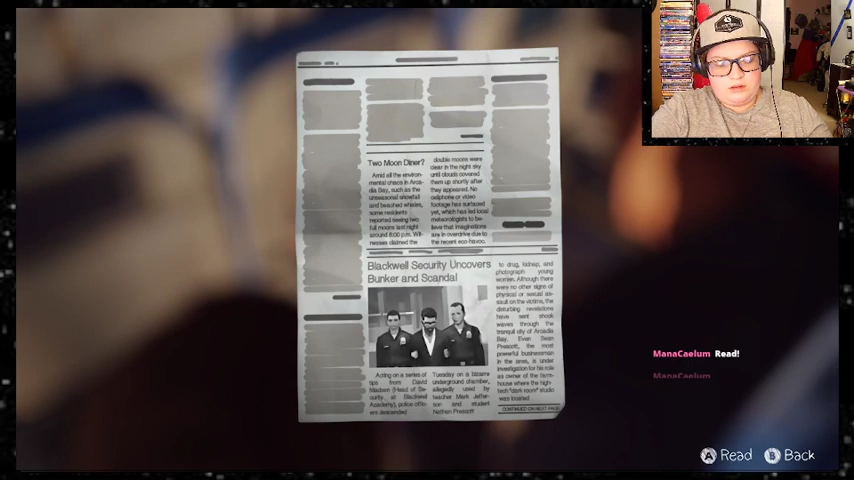 Two Moon Diner?
Amid all the environ-
mental chaos in Arca-
dia Bay, such as the
unseasonal snowfall
and beached whales,
some residents
reported seeing two
full moons last night
around 6:00 p.m. Wit-
nesses claimed the
double moons were
clear in the night sky
until clouds covered
them up shortly after
they appeared. No
cellphone or video
footage has surfaced
yet, which has led local
meteorologists to be-
lieve that imaginations
are in overdrive due to
the recent eco-havoc.
Blackwell Security Uncovers
Bunker and Scandal
Acting on a series of
tips from David
Madsen (Head of Se-
curity at Blackwell
Academy), police offic-
ers descended
Tuesday on a bizarre
underground chamber,
allegedly used by
teacher Mark Jeffer-
son and student
Nathan Prescott
to drug, kidnap, and
photograph young
women. Although there
were no other signs of
physical or sexual as-
sault on the victims, the
disturbing revelations
have sent shock
waves through the
tranquil city of Arcadia
Bay. Even Sean
Prescott, the most
powerful businessman
in the area, is under
investigation for his role
as owner of the farm-
house where the high-
tech "dark room" studio
was located
CONTINUED ON NEXT PAGE
ManaCaelum Read!
ManaCaelum
A Read B Back